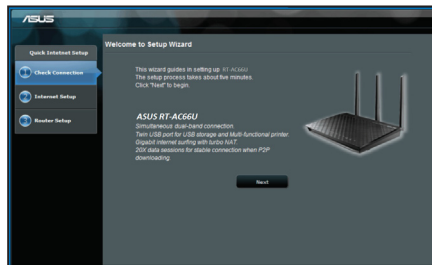 ASUS
Quick Internet Setup
1 Check Connection
2 Internet Setup
3 Router Setup
Welcome to Setup Wizard
This wizard guides in setting up RT-AC66U
The setup process takes about five minutes.
Click "Next" to begin.
ASUS RT-AC66U
Simultaneous dual-band connection.
Twin USB port for USB storage and Multi-functional printer.
Gigabit internet surfing with turbo NAT.
20X data sessions for stable connection when P2P
downloading.
Next